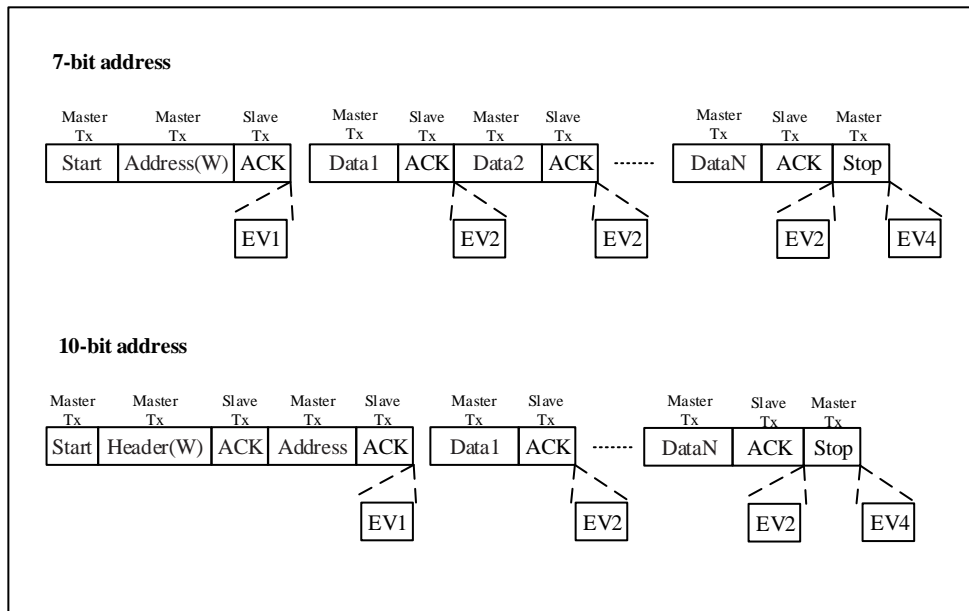 7-bit address
Master Tx Master Tx Slave Tx Master Tx Slave Tx Master Tx Slave Tx Master Tx Slave Tx Master Tx
Start Address(W) ACK Data1 ACK Data2 ACK DataN ACK Stop
EV1 EV2 EV2 EV2 EV4
10-bit address
Master Tx Master Tx Slave Tx Master Tx Slave Tx Master Tx Slave Tx Master Tx Slave Tx Master Tx
Start Header(W) ACK Address ACK Data1 ACK DataN ACK Stop
EV1 EV2 EV2 EV4